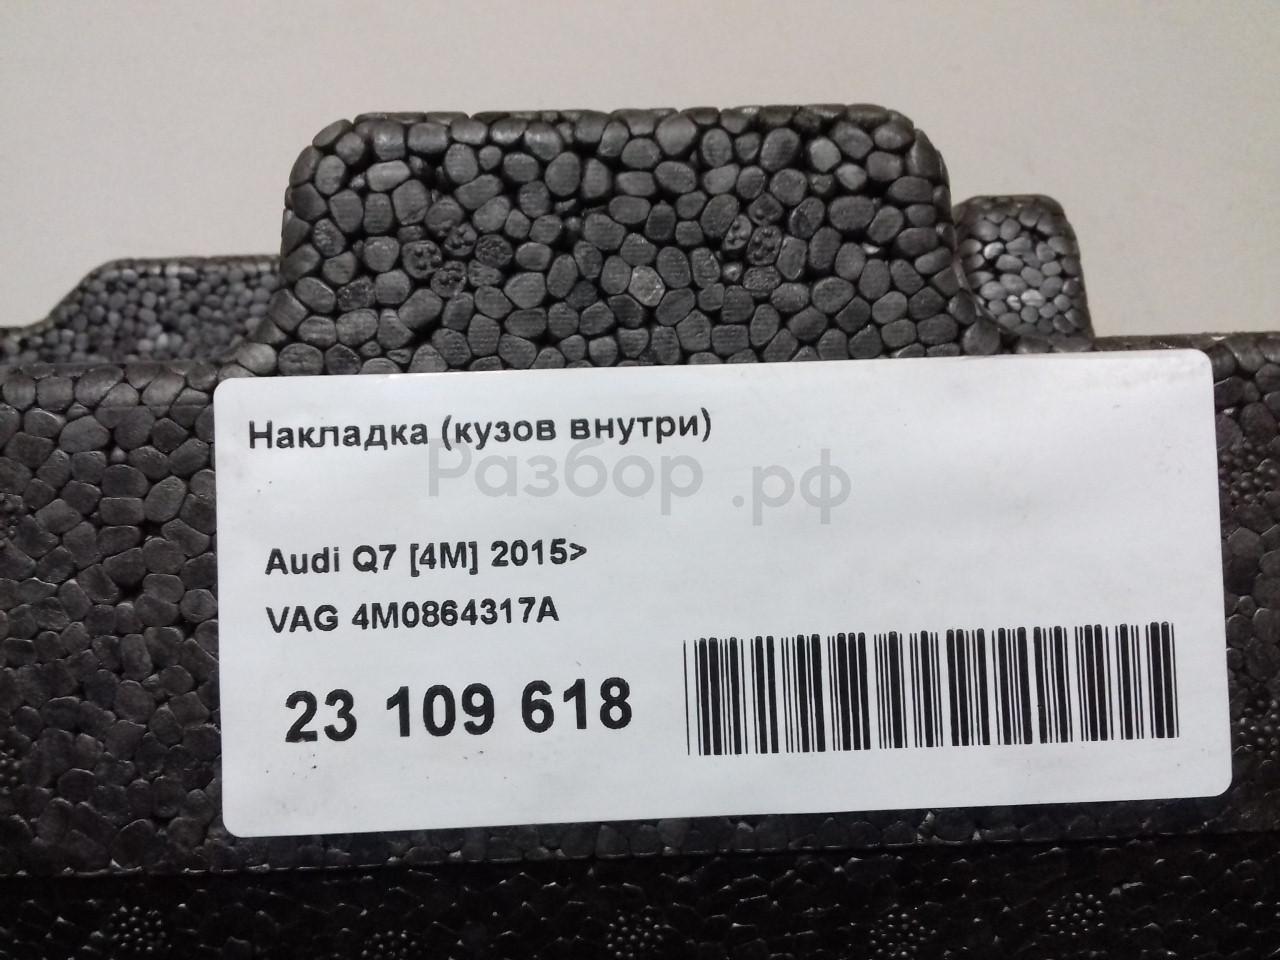 Накладка (кузов внутри)
Разбор.рф
Audi Q7 [4M] 2015>
VAG 4M0864317A
23 109 618